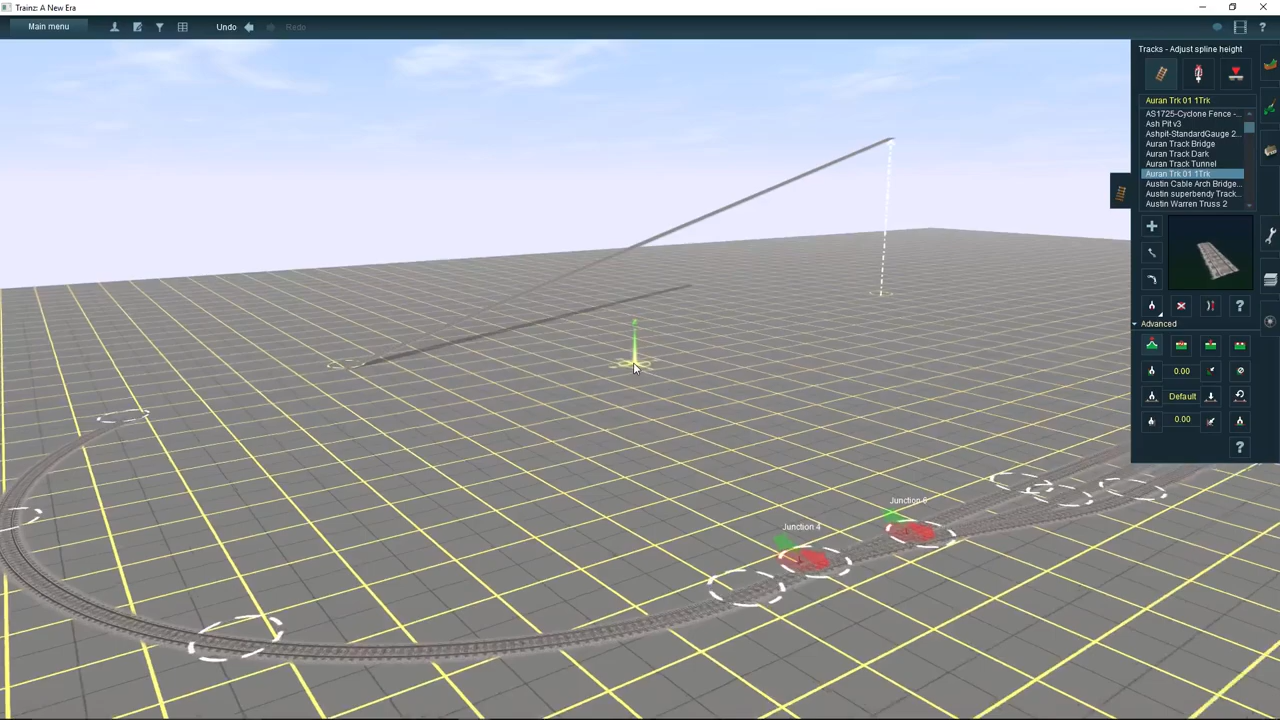 Trainz: A New Era
Main menu
Undo
Redo
Tracks - Adjust spline height
Auran Trk 01 1Trk
AS1725-Cyclone Fence -...
Ash Pit v3
Ashpit-StandardGauge 2...
Auran Track Bridge
Auran Track Dark
Auran Track Tunnel
Auran Trk 01 1Trk
Austin Cable Arch Bridge...
Austin superbendy Track...
Austin Warren Truss 2
Advanced
0.00
Default
0.00
Junction 6
Junction 4